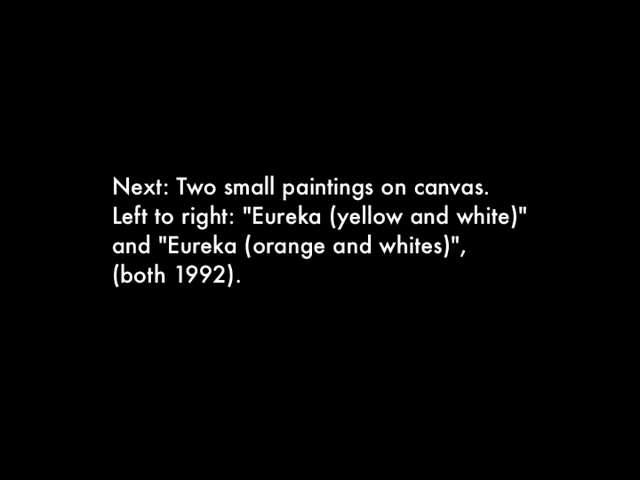 Next: Two small paintings on canvas.
Left to right: "Eureka (yellow and white)"
and "Eureka (orange and whites)",
(both 1992).